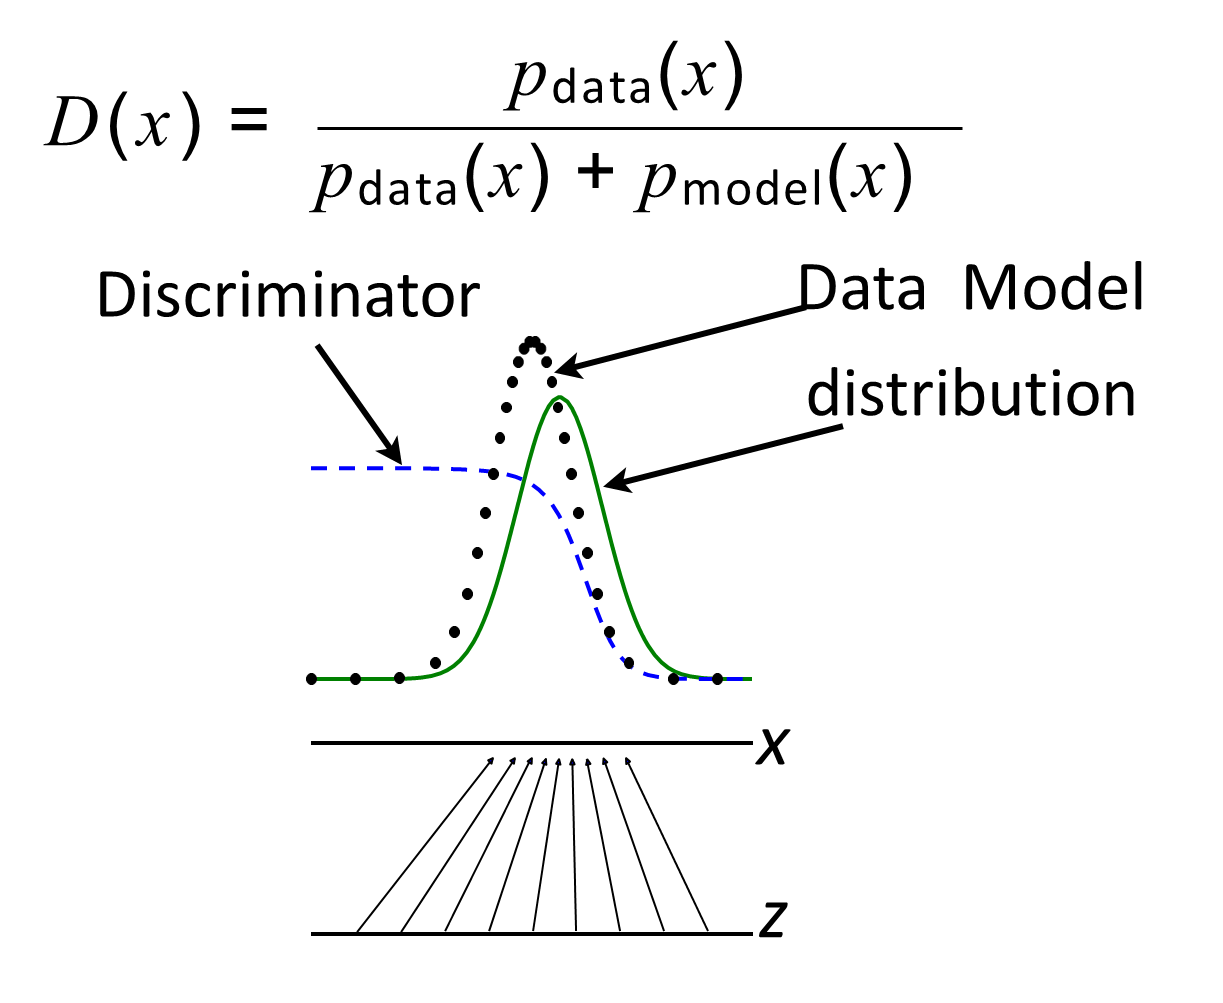 D(x) = p_data(x) / (p_data(x) + p_model(x))
Discriminator
Data Model
distribution
x
z